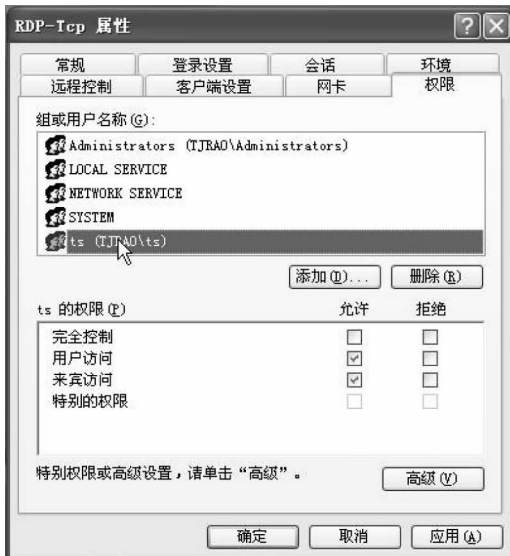 RDP-Tcp 属性
常规 登录设置 会话 环境
远程控制 客户端设置 网卡 权限
组或用户名称(G):
Administrators (TJRAO\Administrators)
LOCAL SERVICE
NETWORK SERVICE
SYSTEM
ts (TJRAO\ts)
添加(D)... 删除(R)
ts 的权限(P) 允许 拒绝
完全控制
用户访问
来宾访问
特别的权限
特别权限或高级设置，请单击“高级”。
高级(V)
确定 取消 应用(A)